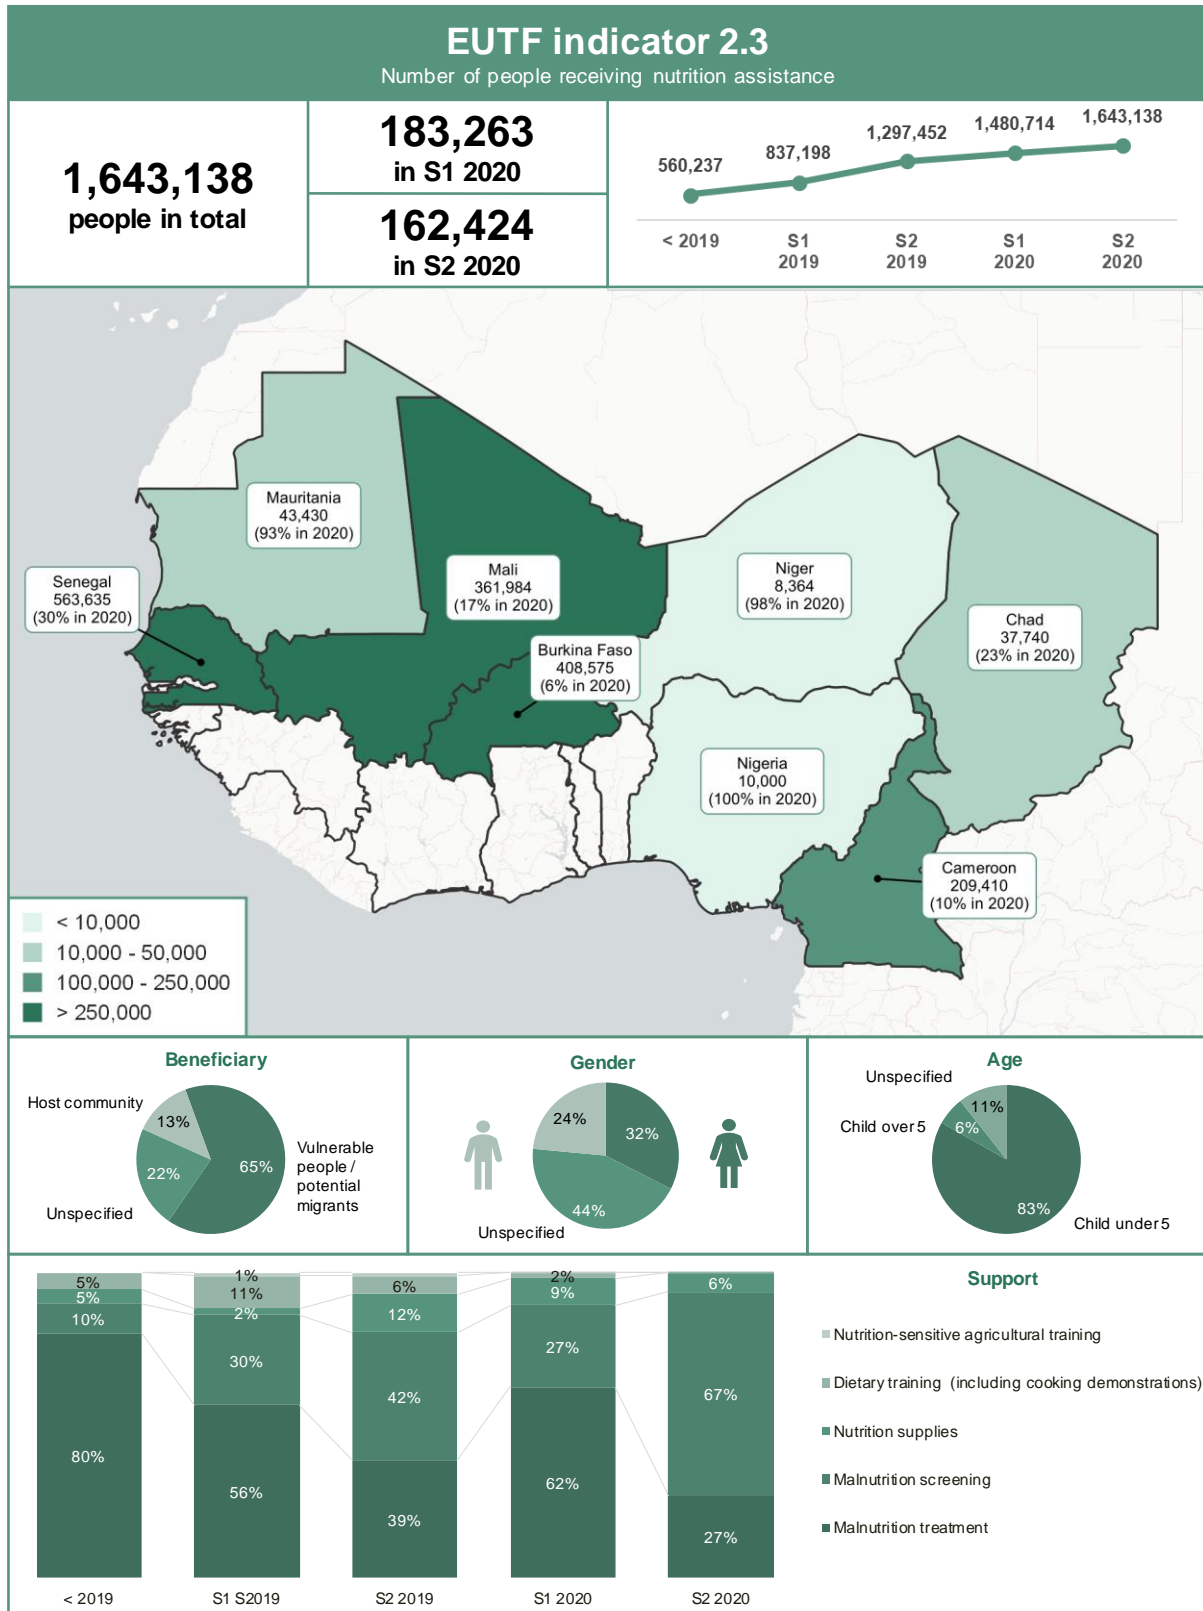 EUTF indicator 2.3
Number of people receiving nutrition assistance
1,643,138
people in total
183,263
in S1 2020
162,424
in S2 2020
560,237
837,198
1,297,452
1,480,714
1,643,138
< 2019
S1
2019
S2
2019
S1
2020
S2
2020
Mauritania
43,430
(93% in 2020)
Senegal
563,635
(30% in 2020)
Mali
361,984
(17% in 2020)
Niger
8,364
(98% in 2020)
Chad
37,740
(23% in 2020)
Burkina Faso
408,575
(6% in 2020)
Nigeria
10,000
(100% in 2020)
Cameroon
209,410
(10% in 2020)
< 10,000
10,000 - 50,000
100,000 - 250,000
> 250,000
Beneficiary
Host community
13%
65%
Vulnerable
people /
potential
migrants
22%
Unspecified
Gender
24%
32%
44%
Unspecified
Age
Unspecified
11%
Child over 5
6%
83%
Child under 5
5%
5%
10%
80%
< 2019
1%
11%
2%
30%
56%
S1 S2019
6%
12%
42%
39%
S2 2019
2%
9%
27%
62%
S1 2020
6%
67%
27%
S2 2020
Support
Nutrition-sensitive agricultural training
Dietary training (including cooking demonstrations)
Nutrition supplies
Malnutrition screening
Malnutrition treatment